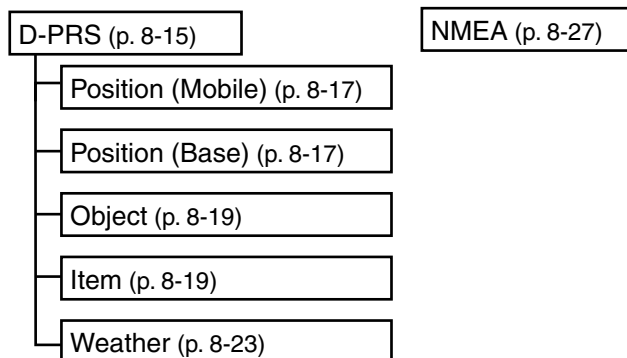 D-PRS (p. 8-15)
NMEA (p. 8-27)
Position (Mobile) (p. 8-17)
Position (Base) (p. 8-17)
Object (p. 8-19)
Item (p. 8-19)
Weather (p. 8-23)